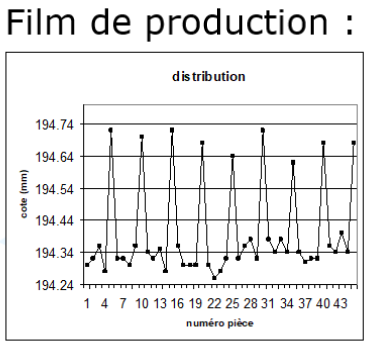 Film de production :
distribution
194.74
194.64
194.54
194.44
194.34
194.24
cote (mm)
1 4 7 10 13 16 19 22 25 28 31 34 37 40 43
numéro pièce